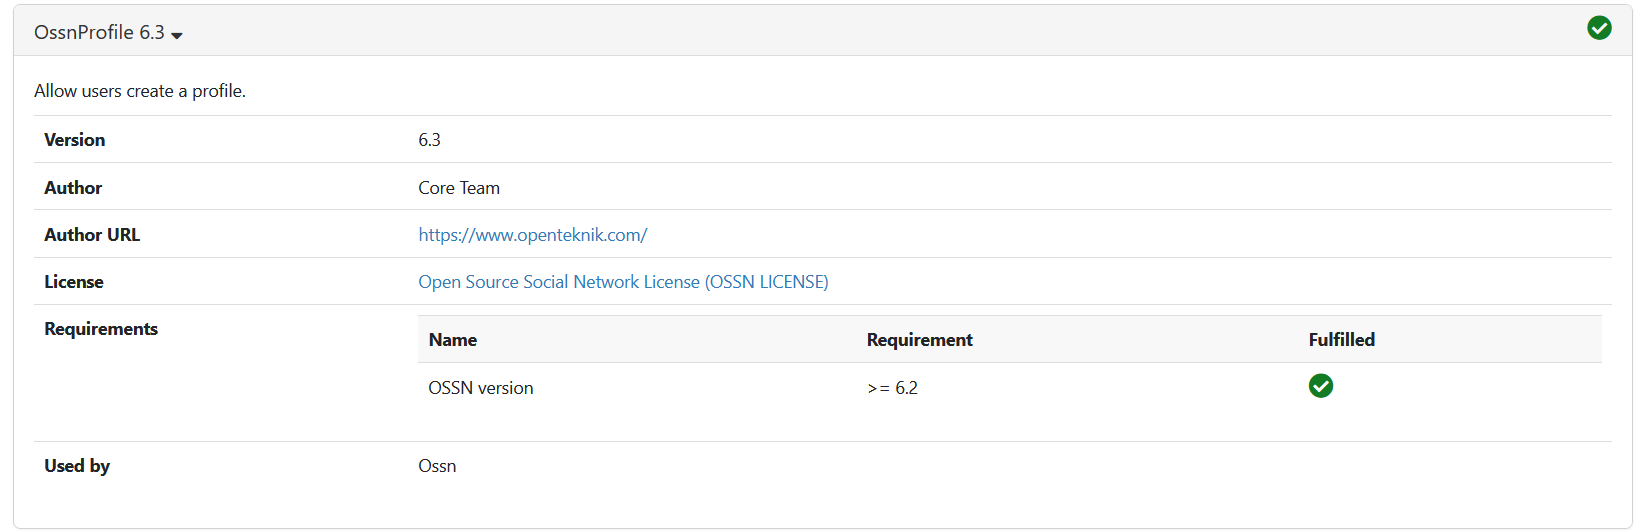 OssnProfile 6.3
Allow users create a profile.
Version 6.3
Author Core Team
Author URL https://www.openteknik.com/
License Open Source Social Network License (OSSN LICENSE)
Requirements
Name Requirement Fulfilled
OSSN version >= 6.2
Used by Ossn